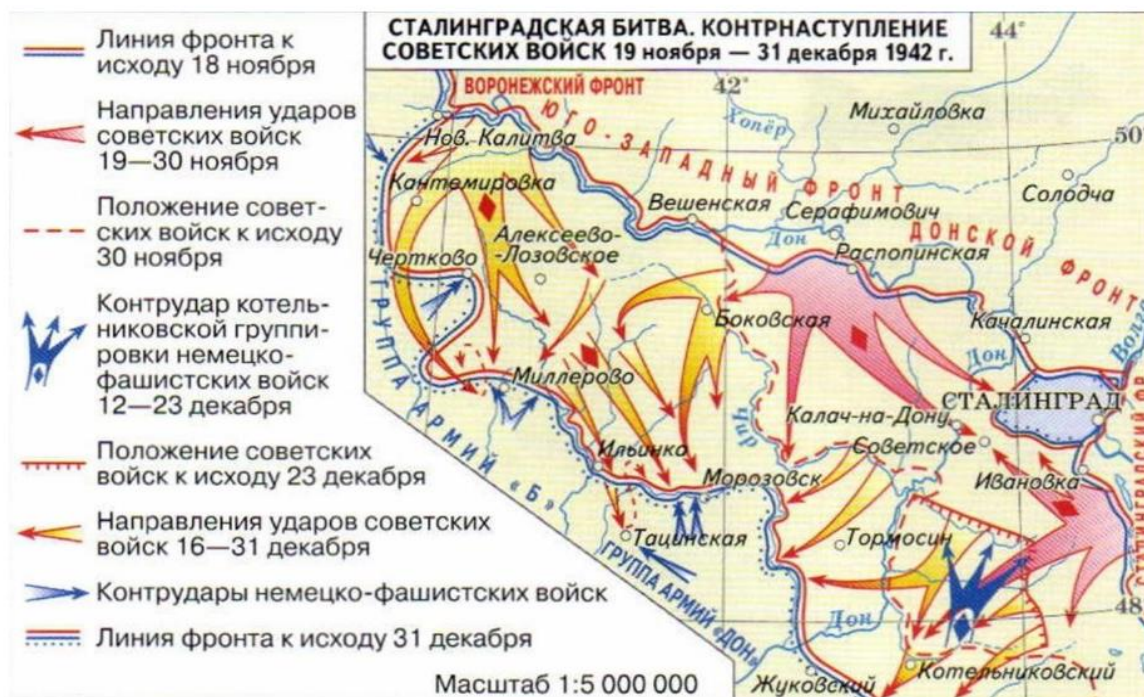 СТАЛИНГРАДСКАЯ БИТВА. КОНТРНАСТУПЛЕНИЕ
СОВЕТСКИХ ВОЙСК 19 ноября — 31 декабря 1942 г.
Линия фронта к
исходу 18 ноября
Направления ударов
советских войск
19—30 ноября
Положение совет-
ских войск к исходу
30 ноября
Контрудар котель-
никовской группи-
ровки немецко-
фашистских войск
12—23 декабря
Положение советских
войск к исходу 23 декабря
Направления ударов советских
войск 16—31 декабря
Контрудары немецко-фашистских войск
Линия фронта к исходу 31 декабря
Масштаб 1:5 000 000
44°
42°
50
48
ВОРОНЕЖСКИЙ ФРОНТ
ЮГО-ЗАПАДНЫЙ ФРОНТ
ДОНСКОЙ ФРОНТ
Хопёр
Михайловка
Нов. Калитва
Солодча
Кантемировка
Вешенская
Серафимович
Дон
Алексеево-
-Лозовское
Распопинская
Чертково
Боковская
Качалинская
Дон
Миллерово
СТАЛИНГРАД
Калач-на-Дону
Чир
Советское
Ильинка
Ивановка
Морозовск
Тацинская
Тормосин
Дон
Котельниковский
Жуковский
ГРУППА АРМИЙ «Б»
ГРУППА АРМИЙ «ДОН»